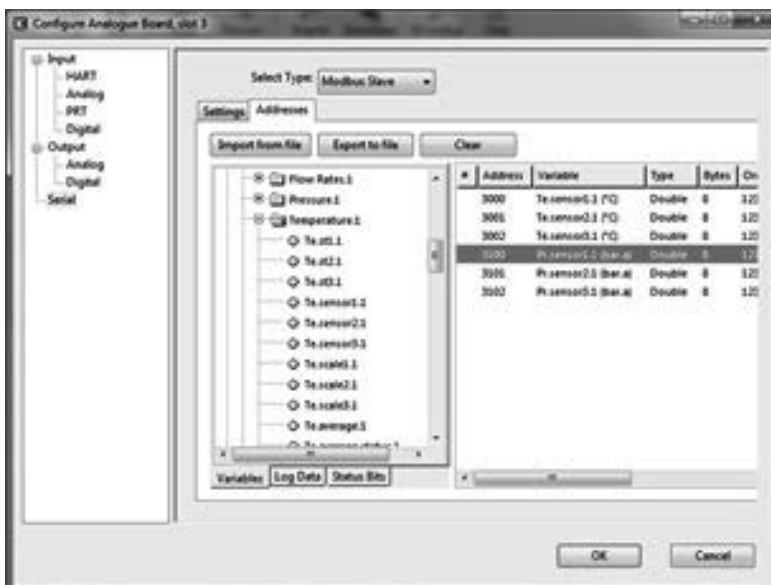 Configure Analogue Board, slot 3
Input
HART
Analog
PRT
Digital
Output
Analog
Digital
Serial
Select Type: Modbus Slave
Settings Addresses
Import from file Export to file Clear
Flow Rates.1
Pressure.1
Temperature.1
Te.st1.1
Te.st2.1
Te.st3.1
Te.sensor1.1
Te.sensor2.1
Te.sensor3.1
Te.scale1.1
Te.scale2.1
Te.scale3.1
Te.average.1
Variables Log Data Status Bits
# Address Variable Type Bytes
3000 Te.sensor1.1 (°C) Double 8 123
3001 Te.sensor2.1 (°C) Double 8 123
3002 Te.sensor3.1 (°C) Double 8 123
3100 Pr.sensor1.1 (bar.a) Double 8 123
3101 Pr.sensor2.1 (bar.a) Double 8 123
3102 Pr.sensor3.1 (bar.a) Double 8 123
OK Cancel